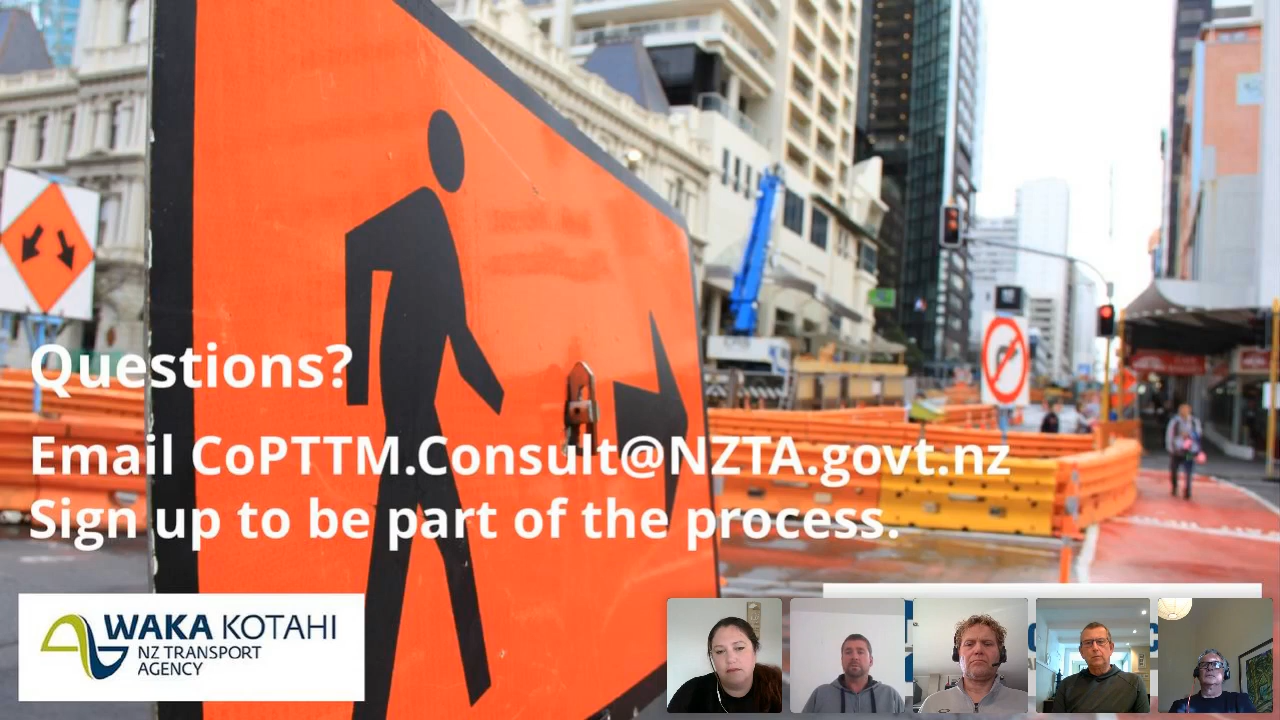 Questions?
Email CoPTTM.Consult@NZTA.govt.nz
Sign up to be part of the process.
WAKA KOTAHI
NZ TRANSPORT
AGENCY